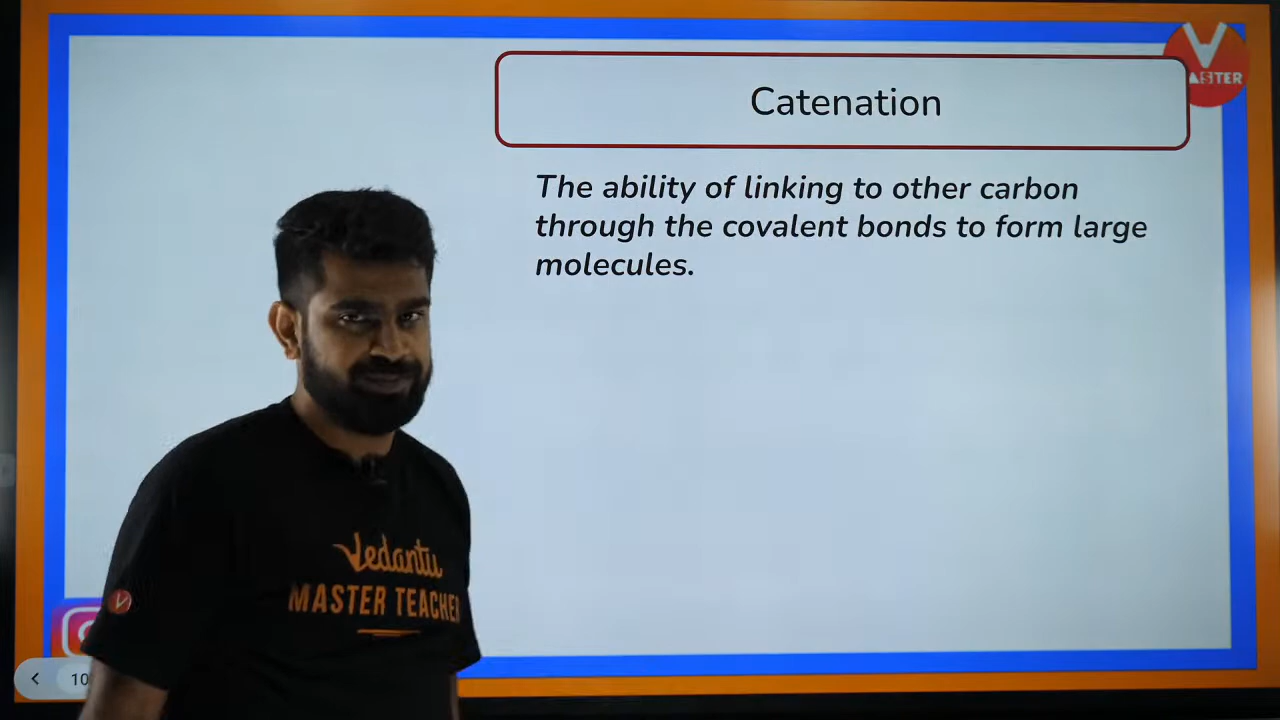 Catenation
The ability of linking to other carbon
through the covalent bonds to form large
molecules.
Vedantu
MASTER TEACHER
10